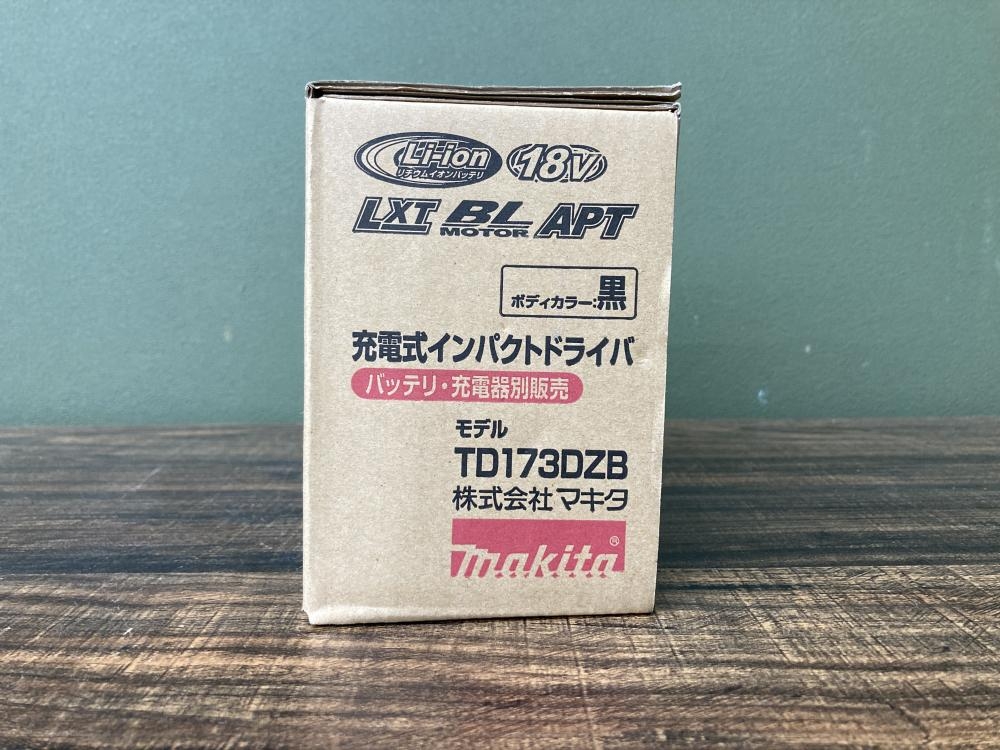 Li-ion 18V
リチウムイオンバッテリ
LXT BL MOTOR APT
ボディカラー:黒
充電式インパクトドライバ
バッテリ・充電器別販売
モデル
TD173DZB
株式会社マキタ
makita®